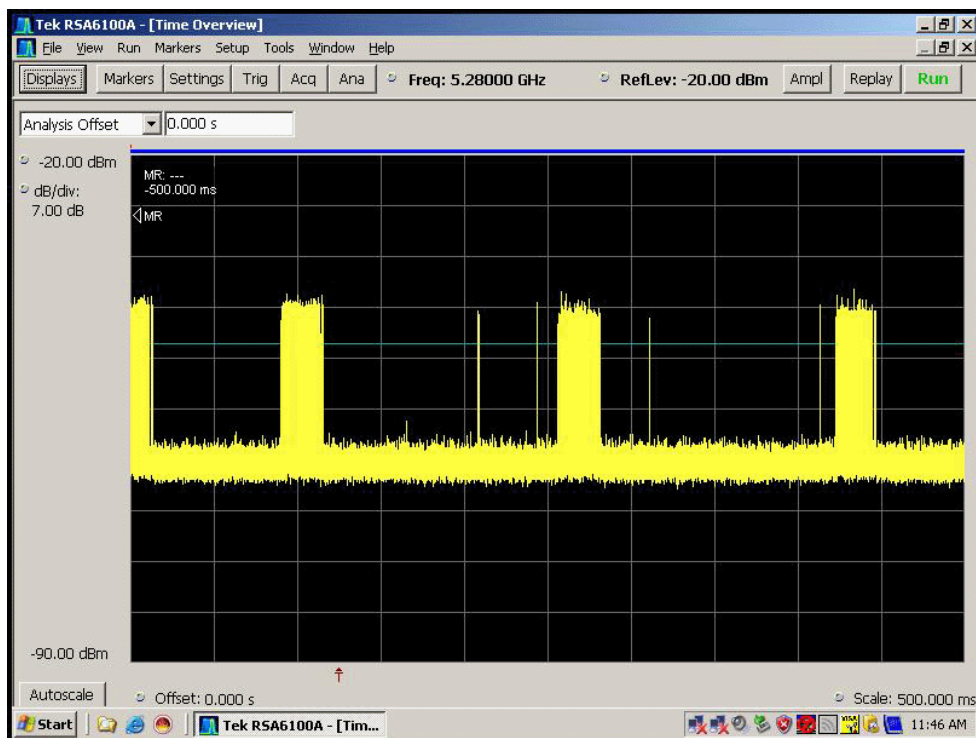 Tek RSA6100A - [Time Overview]
File View Run Markers Setup Tools Window Help
Displays Markers Settings Trig Acq Ana Freq: 5.28000 GHz RefLev: -20.00 dBm Ampl Replay Run
Analysis Offset 0.000 s
-20.00 dBm
dB/div:
7.00 dB
MR: ---
-500.000 ms
MR
-90.00 dBm
Autoscale Offset: 0.000 s Scale: 500.000 ms
Start Tek RSA6100A - [Tim... VISA 11:46 AM